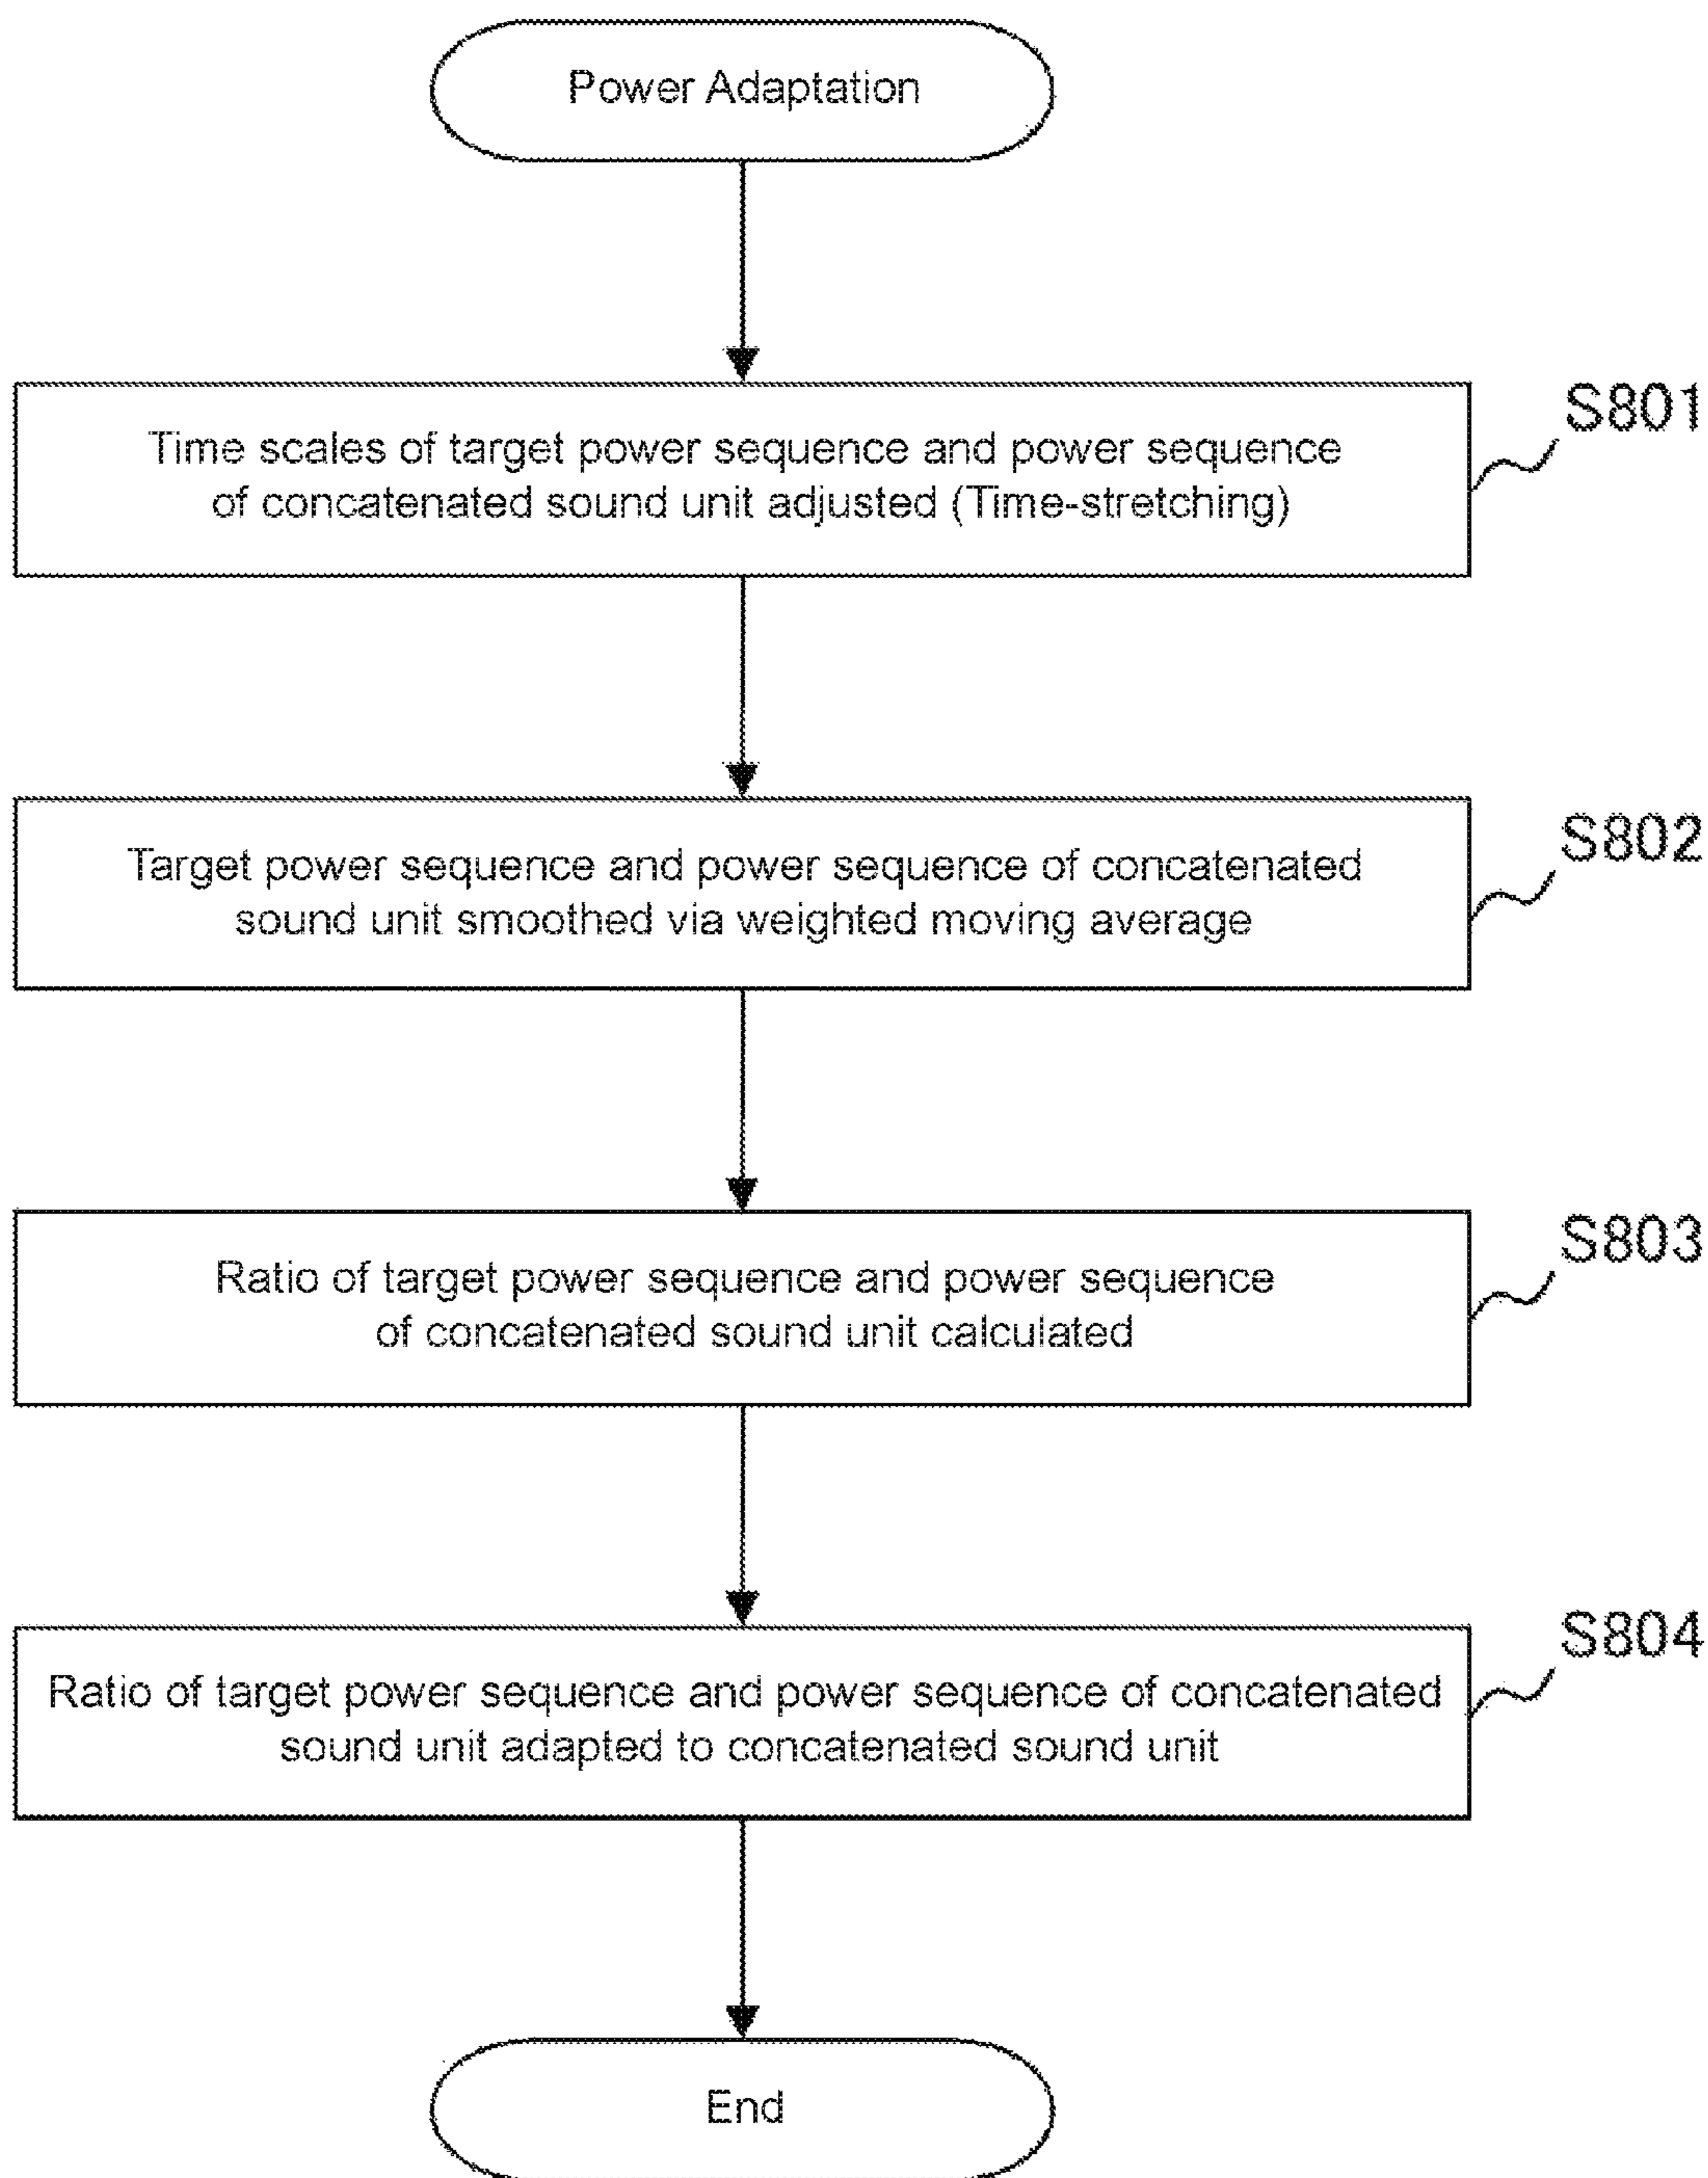 Power Adaptation
S801
Time scales of target power sequence and power sequence
of concatenated sound unit adjusted (Time-stretching)
S802
Target power sequence and power sequence of concatenated
sound unit smoothed via weighted moving average
S803
Ratio of target power sequence and power sequence
of concatenated sound unit calculated
S804
Ratio of target power sequence and power sequence of concatenated
sound unit adapted to concatenated sound unit
End